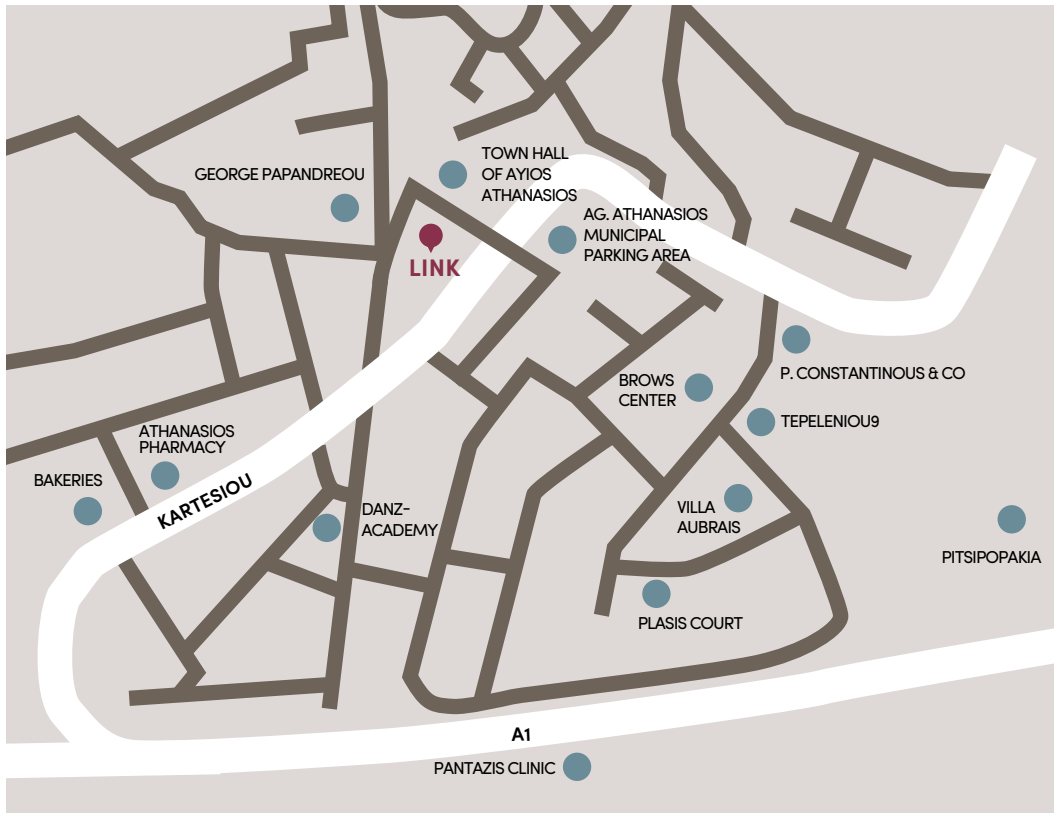 TOWN HALL
OF AYIOS
ATHANASIOS
GEORGE PAPANDREOU
AG. ATHANASIOS
MUNICIPAL
PARKING AREA
LINK
P. CONSTANTINOUS & CO
BROWS
CENTER
TEPELENIOU9
ATHANASIOS
PHARMACY
BAKERIES
KARTESIOU
DANZ-
ACADEMY
VILLA
AUBRAIS
PITSIPOPAKIA
PLASIS COURT
A1
PANTAZIS CLINIC